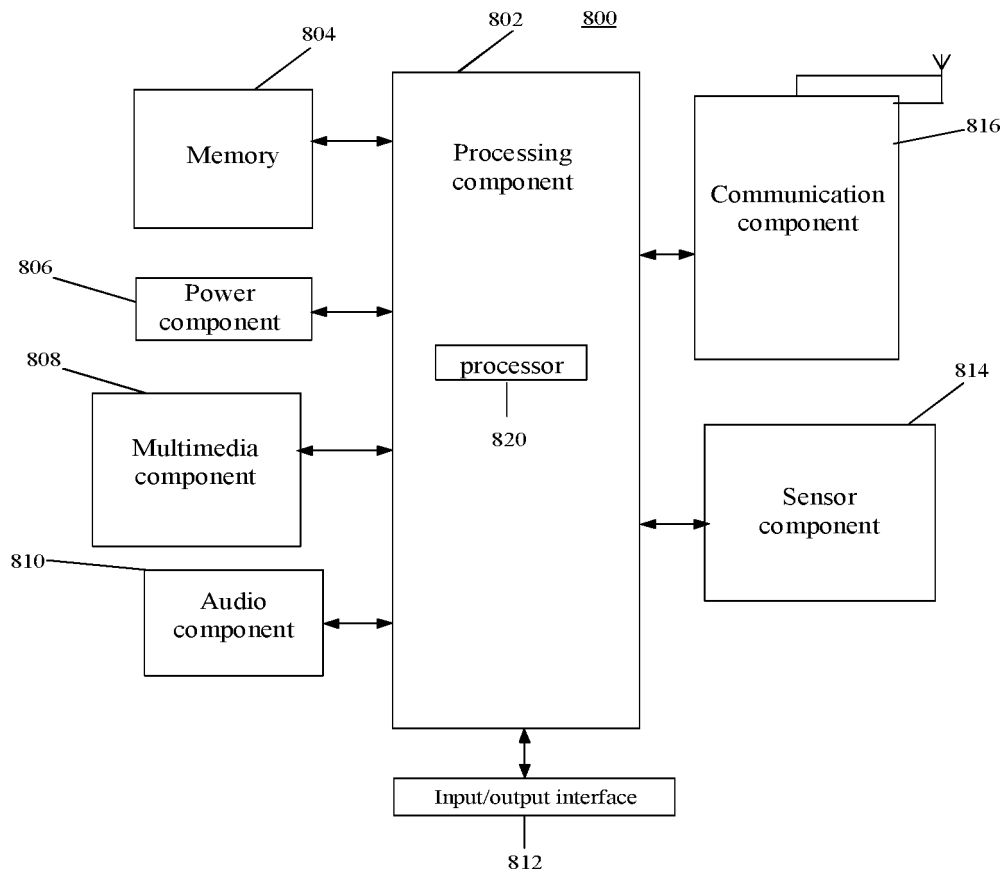 802
800
804
Memory
Processing
component
816
Communication
component
806
Power
component
808
processor
814
820
Multimedia
component
Sensor
component
810
Audio
component
Input/output interface
812